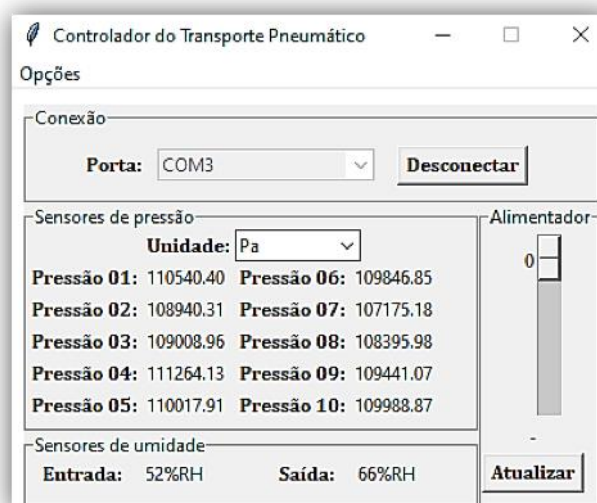 Controlador do Transporte Pneumático
Opções
Conexão
Porta: COM3 Desconectar
Sensores de pressão
Unidade: Pa
Pressão 01: 110540.40 Pressão 06: 109846.85
Pressão 02: 108940.31 Pressão 07: 107175.18
Pressão 03: 109008.96 Pressão 08: 108395.98
Pressão 04: 111264.13 Pressão 09: 109441.07
Pressão 05: 110017.91 Pressão 10: 109988.87
Alimentador
0
-
Atualizar
Sensores de umidade
Entrada: 52%RH Saída: 66%RH